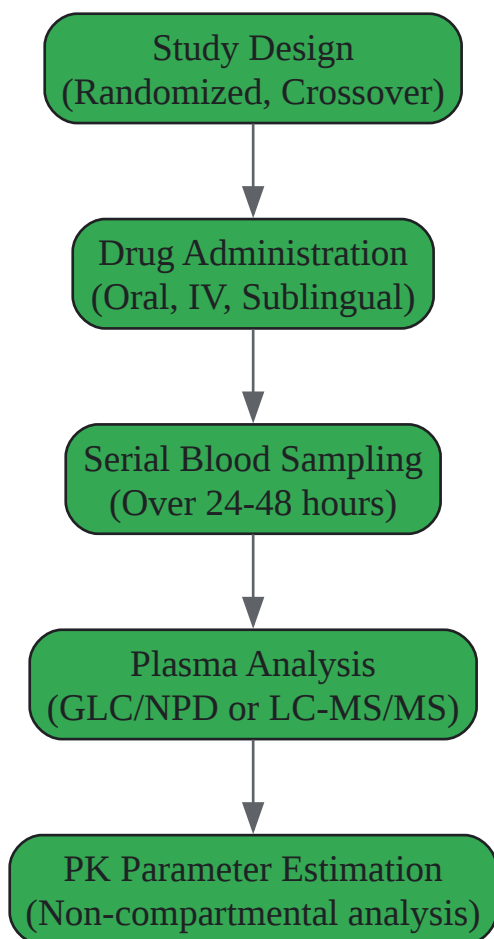 Study Design
(Randomized, Crossover)
Drug Administration
(Oral, IV, Sublingual)
Serial Blood Sampling
(Over 24-48 hours)
Plasma Analysis
(GLC/NPD or LC-MS/MS)
PK Parameter Estimation
(Non-compartmental analysis)